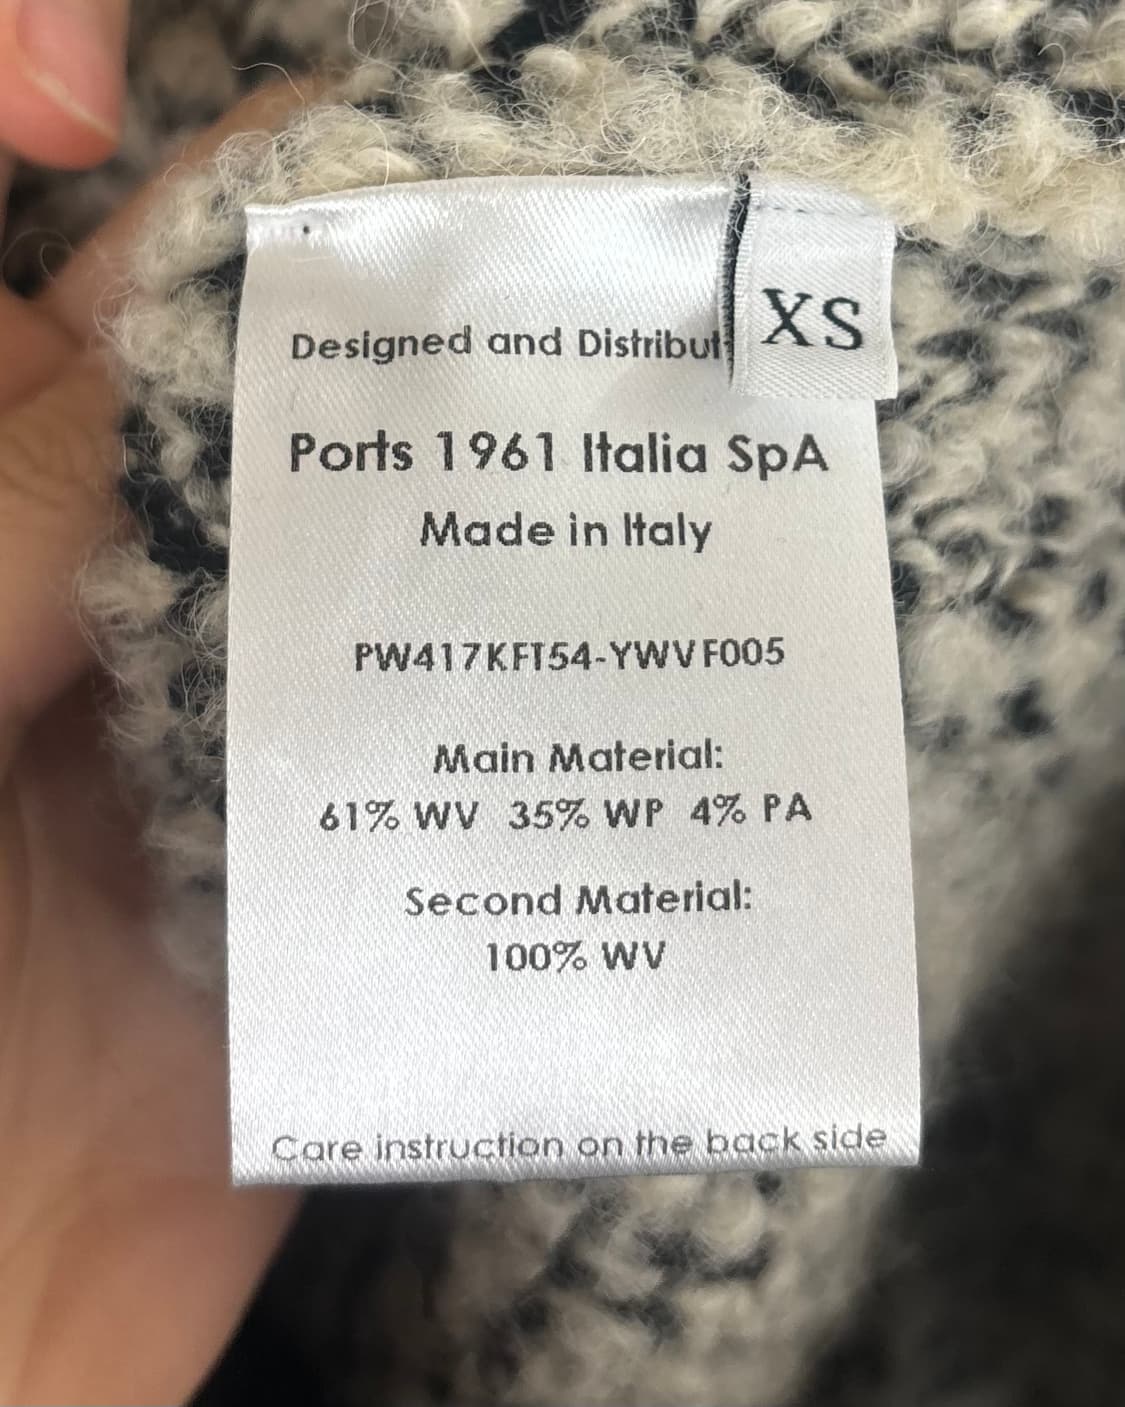 Designed and Distribut
XS
Ports 1961 Italia SpA
Made in Italy
PW417KFT54-YWVF005
Main Material:
61% WV 35% WP 4% PA
Second Material:
100% WV
Care instruction on the back side